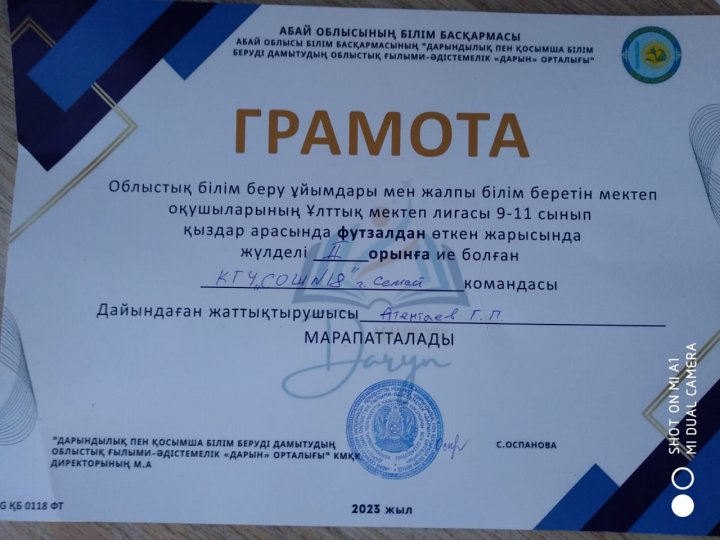 АБАЙ ОБЛЫСЫНЫҢ БІЛІМ БАСҚАРМАСЫ
АБАЙ ОБЛЫСЫ БІЛІМ БАСҚАРМАСЫНЫҢ "ДАРЫНДЫЛЫҚ ПЕН ҚОСЫМША БІЛІМ
БЕРУДІ ДАМЫТУДЫҢ ОБЛЫСТЫҚ ҒЫЛЫМИ-ӘДІСТЕМЕЛІК «ДАРЫН» ОРТАЛЫҒЫ"
ГРАМОТА
Облыстық білім беру ұйымдары мен жалпы білім беретін мектеп
оқушыларының Ұлттық мектеп лигасы 9-11 сынып
қыздар арасында футзалдан өткен жарысында
жүлделі II орынға ие болған
КГУ „СОШ№18" г. Семей командасы
Дайындаған жаттықтырушысы Атентаев Г. П.
МАРАПАТТАЛАДЫ
Daryn
"ДАРЫНДЫЛЫҚ ПЕН ҚОСЫМША БІЛІМ БЕРУДІ ДАМЫТУДЫҢ
ОБЛЫСТЫҚ ҒЫЛЫМИ-ӘДІСТЕМЕЛІК «ДАРЫН» ОРТАЛЫҒЫ" КМҚК
ДИРЕКТОРЫНЫҢ М.А
С.ОСПАНОВА
G ҚБ 0118 ФТ
2023 жыл
SHOT ON MI A1
MI DUAL CAMERA